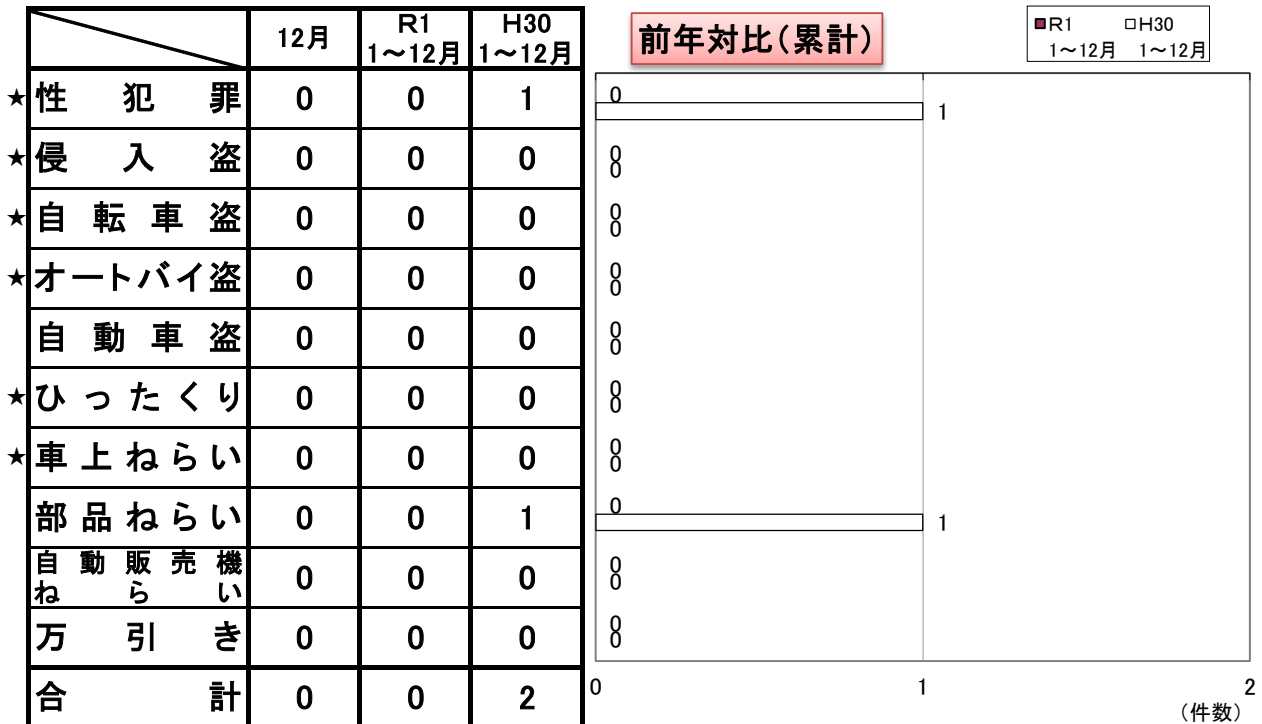 12月 R1 1～12月 H30 1～12月
★性犯罪 0 0 1
★侵入盗 0 0 0
★自転車盗 0 0 0
★オートバイ盗 0 0 0
自動車盗 0 0 0
★ひったくり 0 0 0
★車上ねらい 0 0 0
部品ねらい 0 0 1
自動販売機ねらい 0 0 0
万引き 0 0 0
合計 0 0 2
前年対比（累計）
■R1 □H30
1～12月 1～12月
0
1
0
0
0
0
0
0
0
0
0
0
0
0
0
1
0
0
0
0
0 1 2
（件数）